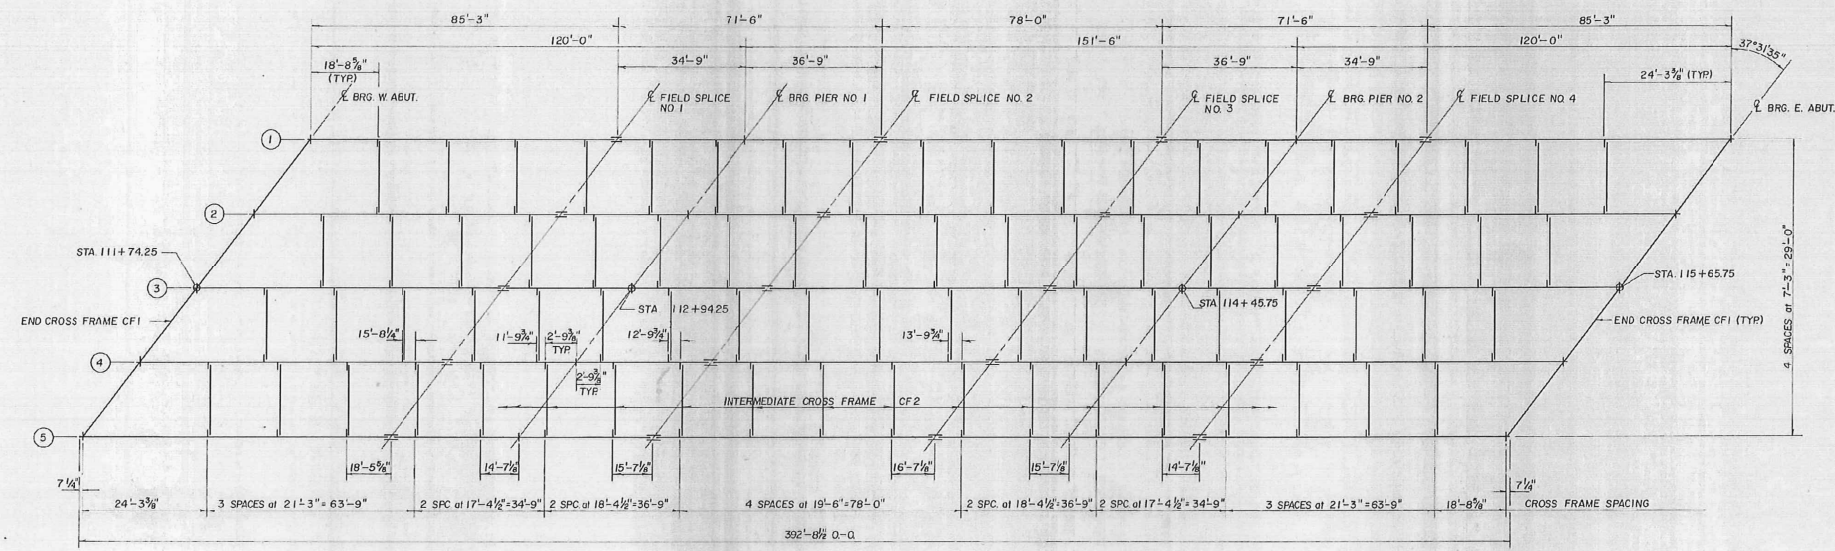 85'-3"
71'-6"
78'-0"
71'-6"
85'-3"
120'-0"
151'-6"
120'-0"
37°31'35"
18'-8⅝"
(TYP.)
34'-9"
36'-9"
36'-9"
34'-9"
24'-3⅜" (TYP.)
℄ BRG. W. ABUT.
℄ FIELD SPLICE
NO. 1
℄ BRG. PIER NO. 1
℄ FIELD SPLICE NO. 2
℄ FIELD SPLICE
NO. 3
℄ BRG. PIER NO. 2
℄ FIELD SPLICE NO. 4
℄ BRG. E. ABUT.
1
2
STA. 111+74.25
3
STA. 115+65.75
STA 112+94.25
STA 114+45.75
4 SPACES at 7'-3" = 29'-0"
END CROSS FRAME CF1
15'-8¼"
11'-9¾"
2'-9⅜"
TYP.
12'-9¾"
13'-9¾"
END CROSS FRAME CF1 (TYP.)
4
2'-9⅜"
TYP.
INTERMEDIATE CROSS FRAME CF2
5
18'-5⅝"
14'-7⅛"
15'-7⅛"
16'-7⅛"
15'-7⅛"
14'-7⅛"
7¼"
7¼"
24'-3⅜"
3 SPACES at 21'-3" = 63'-9"
2 SPC. at 17'-4½"=34'-9"
2 SPC. at 18'-4½"=36'-9"
4 SPACES at 19'-6"=78'-0"
2 SPC. at 18'-4½"=36'-9"
2 SPC. at 17'-4½"=34'-9"
3 SPACES at 21'-3"=63'-9"
18'-8⅝"
CROSS FRAME SPACING
392'-8½" O.-O.